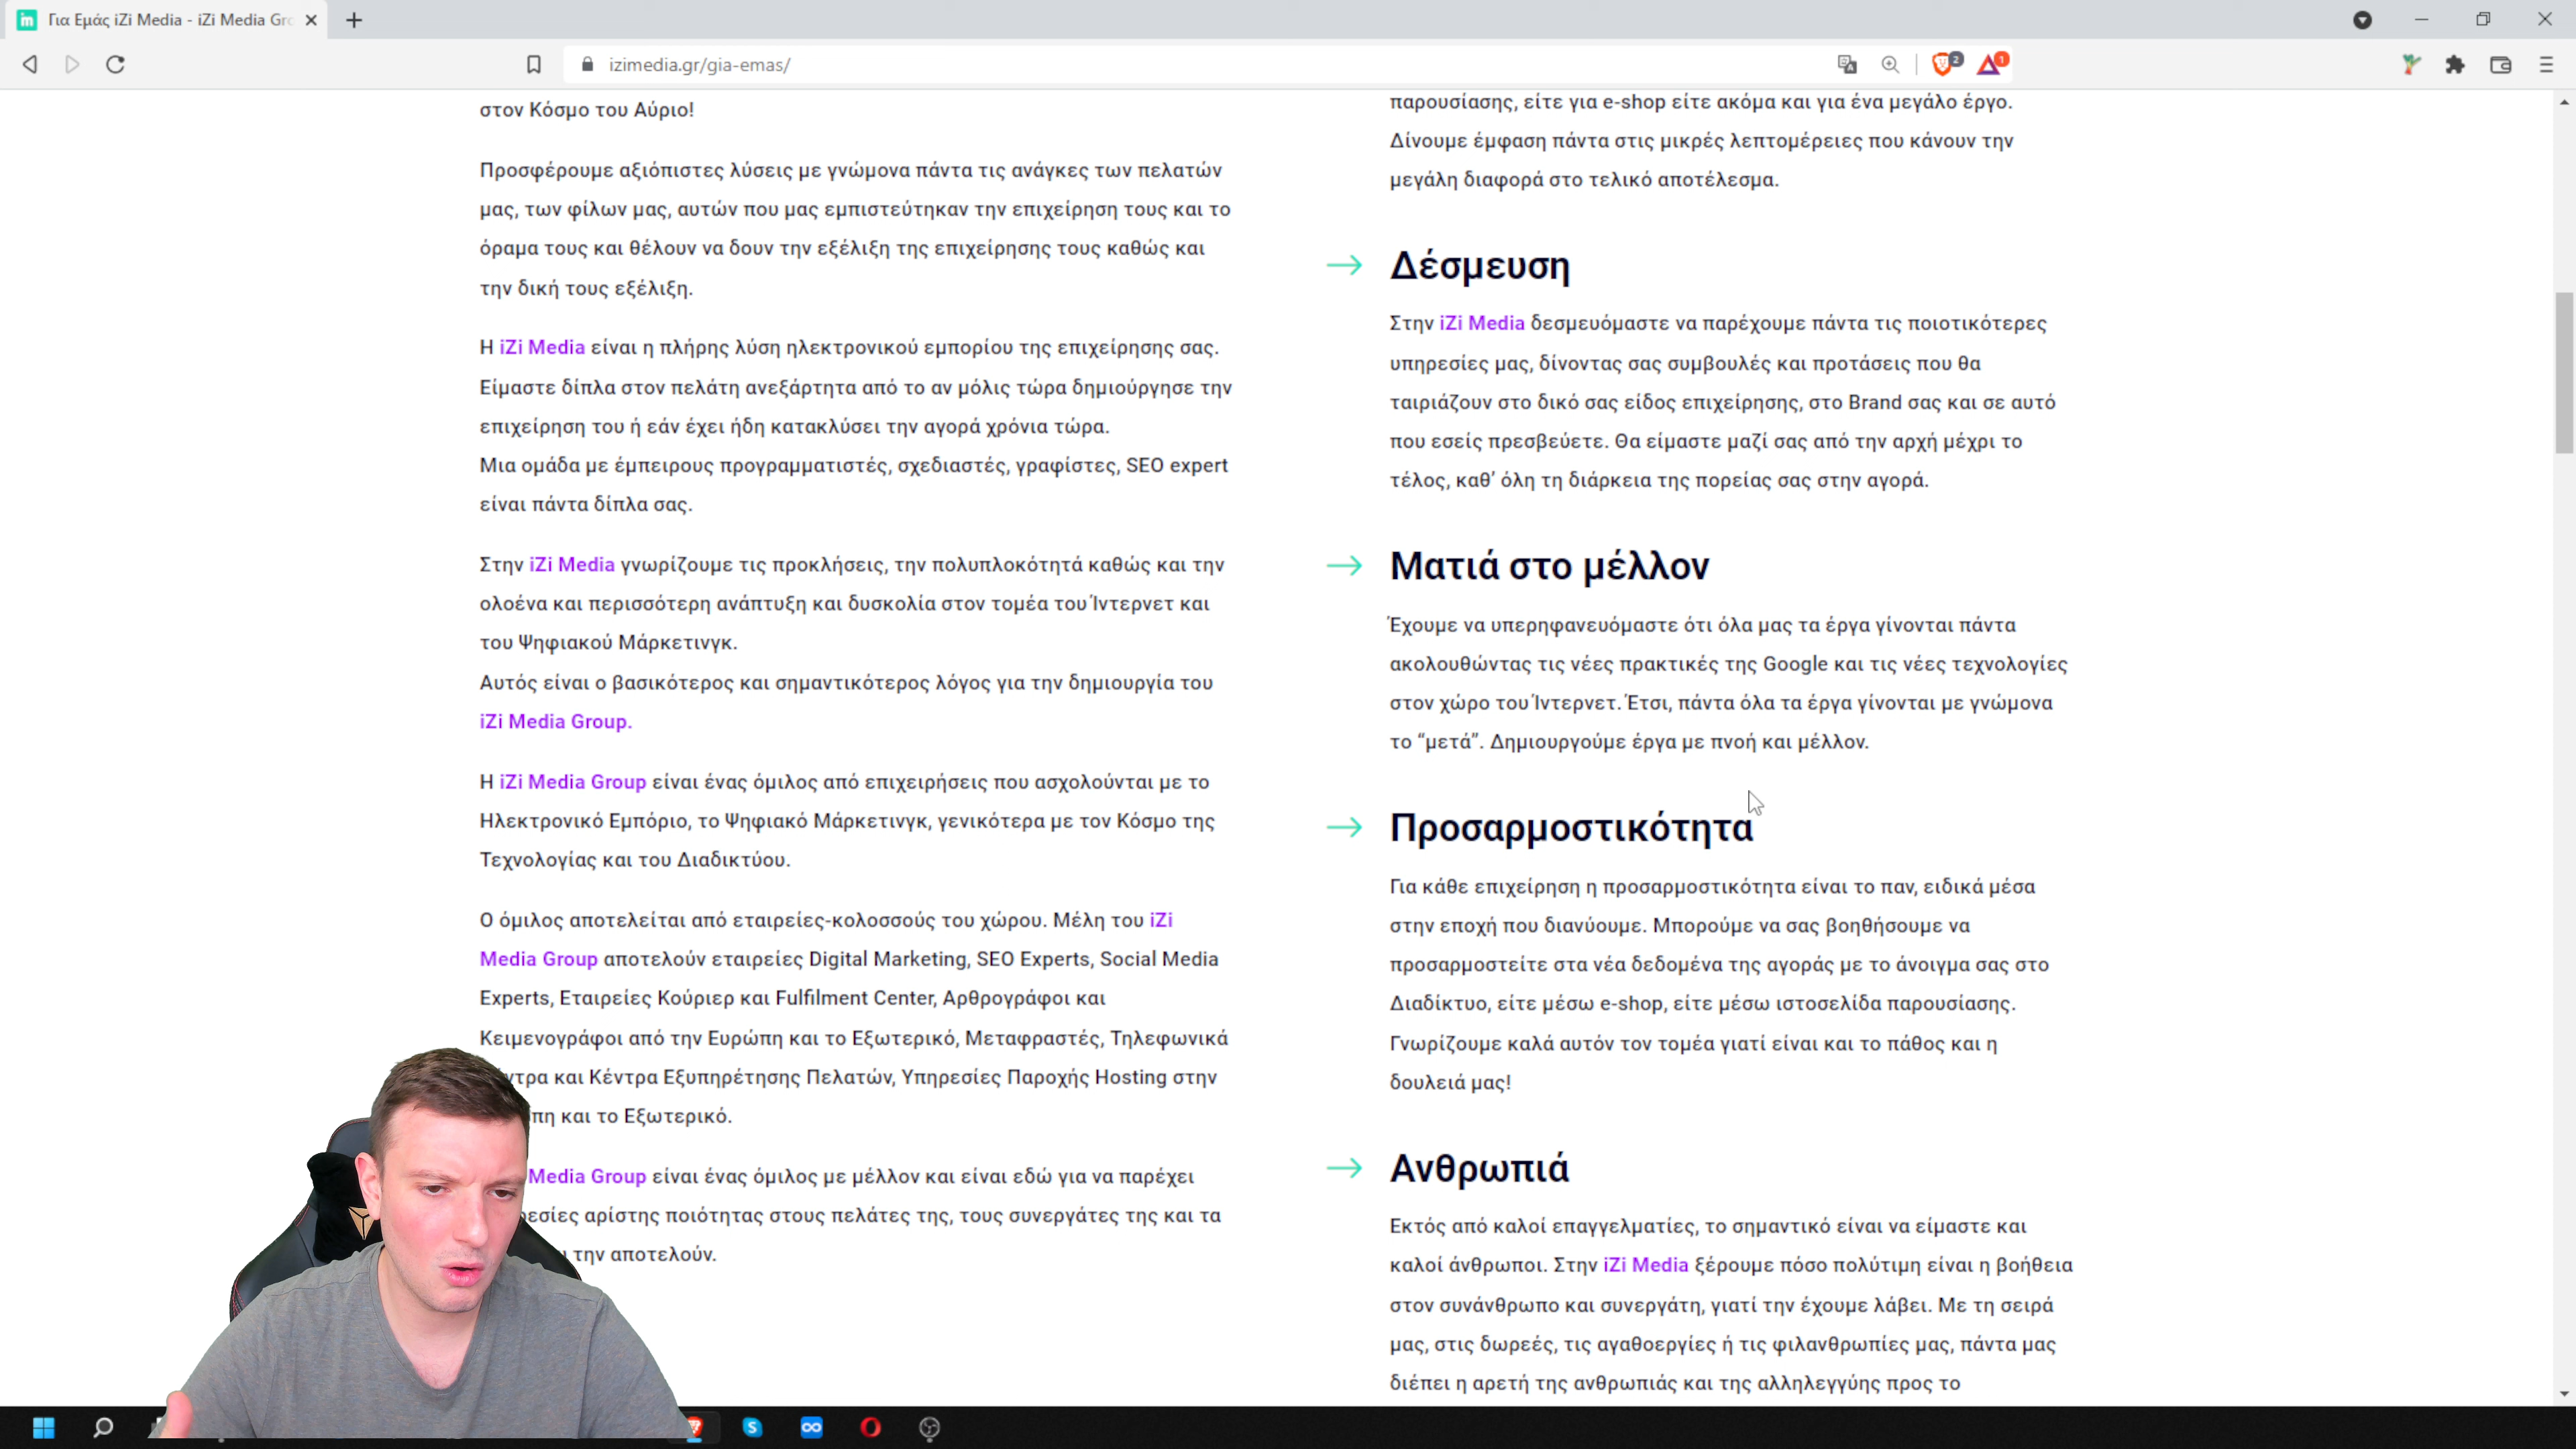 Για Εμάς iZi Media - iZi Media Gro
izimedia.gr/gia-emas/
2
1
στον Κόσμο του Αύριο!
Προσφέρουμε αξιόπιστες λύσεις με γνώμονα πάντα τις ανάγκες των πελατών
μας, των φίλων μας, αυτών που μας εμπιστεύτηκαν την επιχείρηση τους και το
όραμα τους και θέλουν να δουν την εξέλιξη της επιχείρησης τους καθώς και
την δική τους εξέλιξη.
Η iZi Media είναι η πλήρης λύση ηλεκτρονικού εμπορίου της επιχείρησης σας.
Είμαστε δίπλα στον πελάτη ανεξάρτητα από το αν μόλις τώρα δημιούργησε την
επιχείρηση του ή εάν έχει ήδη κατακλύσει την αγορά χρόνια τώρα.
Μια ομάδα με έμπειρους προγραμματιστές, σχεδιαστές, γραφίστες, SEO expert
είναι πάντα δίπλα σας.
Στην iZi Media γνωρίζουμε τις προκλήσεις, την πολυπλοκότητά καθώς και την
ολοένα και περισσότερη ανάπτυξη και δυσκολία στον τομέα του Ίντερνετ και
του Ψηφιακού Μάρκετινγκ.
Αυτός είναι ο βασικότερος και σημαντικότερος λόγος για την δημιουργία του
iZi Media Group.
Η iZi Media Group είναι ένας όμιλος από επιχειρήσεις που ασχολούνται με το
Ηλεκτρονικό Εμπόριο, το Ψηφιακό Μάρκετινγκ, γενικότερα με τον Κόσμο της
Τεχνολογίας και του Διαδικτύου.
Ο όμιλος αποτελείται από εταιρείες-κολοσσούς του χώρου. Μέλη του iZi
Media Group αποτελούν εταιρείες Digital Marketing, SEO Experts, Social Media
Experts, Εταιρείες Κούριερ και Fulfilment Center, Αρθρογράφοι και
Κειμενογράφοι από την Ευρώπη και το Εξωτερικό, Μεταφραστές, Τηλεφωνικά
ντρα και Κέντρα Εξυπηρέτησης Πελατών, Υπηρεσίες Παροχής Hosting στην
πη και το Εξωτερικό.
Media Group είναι ένας όμιλος με μέλλον και είναι εδώ για να παρέχει
ρεσίες αρίστης ποιότητας στους πελάτες της, τους συνεργάτες της και τα
την αποτελούν.
παρουσίασης, είτε για e-shop είτε ακόμα και για ένα μεγάλο έργο.
Δίνουμε έμφαση πάντα στις μικρές λεπτομέρειες που κάνουν την
μεγάλη διαφορά στο τελικό αποτέλεσμα.
Δέσμευση
Στην iZi Media δεσμευόμαστε να παρέχουμε πάντα τις ποιοτικότερες
υπηρεσίες μας, δίνοντας σας συμβουλές και προτάσεις που θα
ταιριάζουν στο δικό σας είδος επιχείρησης, στο Brand σας και σε αυτό
που εσείς πρεσβεύετε. Θα είμαστε μαζί σας από την αρχή μέχρι το
τέλος, καθ’ όλη τη διάρκεια της πορείας σας στην αγορά.
Ματιά στο μέλλον
Έχουμε να υπερηφανευόμαστε ότι όλα μας τα έργα γίνονται πάντα
ακολουθώντας τις νέες πρακτικές της Google και τις νέες τεχνολογίες
στον χώρο του Ίντερνετ. Έτσι, πάντα όλα τα έργα γίνονται με γνώμονα
το “μετά”. Δημιουργούμε έργα με πνοή και μέλλον.
Προσαρμοστικότητα
Για κάθε επιχείρηση η προσαρμοστικότητα είναι το παν, ειδικά μέσα
στην εποχή που διανύουμε. Μπορούμε να σας βοηθήσουμε να
προσαρμοστείτε στα νέα δεδομένα της αγοράς με το άνοιγμα σας στο
Διαδίκτυο, είτε μέσω e-shop, είτε μέσω ιστοσελίδα παρουσίασης.
Γνωρίζουμε καλά αυτόν τον τομέα γιατί είναι και το πάθος και η
δουλειά μας!
Ανθρωπιά
Εκτός από καλοί επαγγελματίες, το σημαντικό είναι να είμαστε και
καλοί άνθρωποι. Στην iZi Media ξέρουμε πόσο πολύτιμη είναι η βοήθεια
στον συνάνθρωπο και συνεργάτη, γιατί την έχουμε λάβει. Με τη σειρά
μας, στις δωρεές, τις αγαθοεργίες ή τις φιλανθρωπίες μας, πάντα μας
διέπει η αρετή της ανθρωπιάς και της αλληλεγγύης προς το